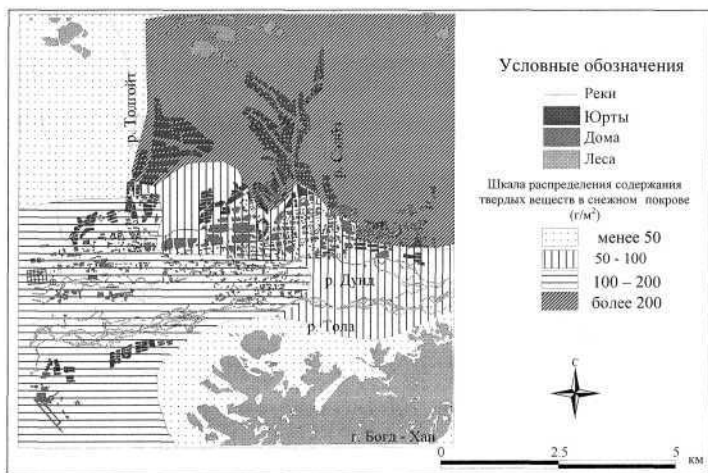 р. Толгойт
р. Сэлбэ
р. Дунд
р. Тола
г. Богд - Хан
Условные обозначения
Реки
Юрты
Дома
Леса
Шкала распределения содержания
твердых веществ в снежном покрове
(г/м²)
менее 50
50 - 100
100 – 200
более 200
С
0
2.5
5
км